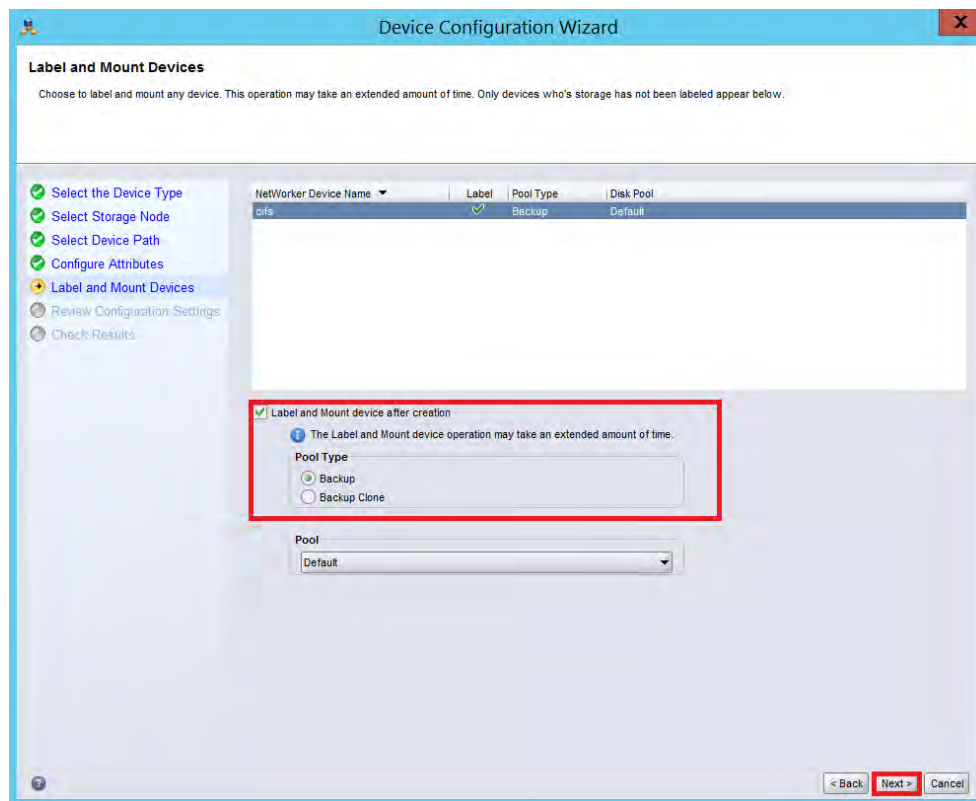 Device Configuration Wizard
X
Label and Mount Devices
Choose to label and mount any device. This operation may take an extended amount of time. Only devices who's storage has not been labeled appear below.
Select the Device Type
Select Storage Node
Select Device Path
Configure Attributes
Label and Mount Devices
Review Configuration Settings
Check Results
NetWorker Device Name Label Pool Type Disk Pool
cifs Backup Default
Label and Mount device after creation
The Label and Mount device operation may take an extended amount of time.
Pool Type
Backup
Backup Clone
Pool
Default
< Back Next > Cancel